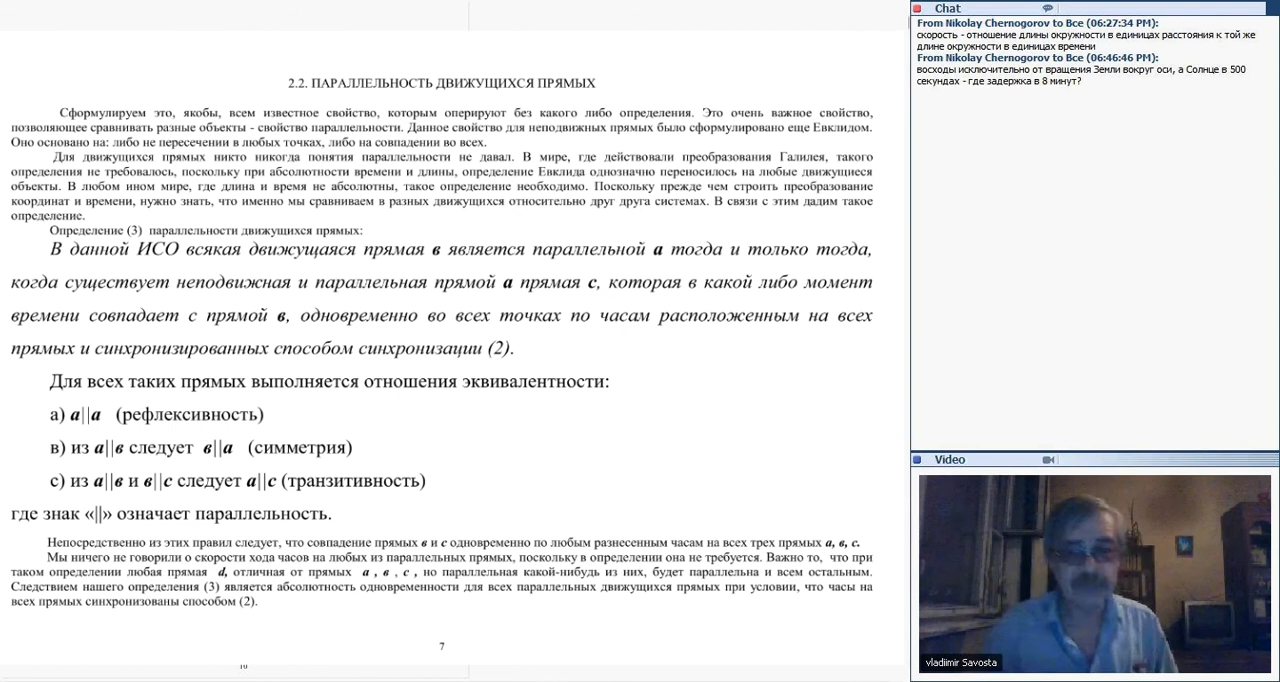 2.2. ПАРАЛЛЕЛЬНОСТЬ ДВИЖУЩИХСЯ ПРЯМЫХ
Сформулируем это, якобы, всем известное свойство, которым оперируют без какого либо определения. Это очень важное свойство,
позволяющее сравнивать разные объекты - свойство параллельности. Данное свойство для неподвижных прямых было сформулировано еще Евклидом.
Оно основано на: либо не пересечении в любых точках, либо на совпадении во всех.
Для движущихся прямых никто никогда понятия параллельности не давал. В мире, где действовали преобразования Галилея, такого
определения не требовалось, поскольку при абсолютности времени и длины, определение Евклида однозначно переносилось на любые движущиеся
объекты. В любом ином мире, где длина и время не абсолютны, такое определение необходимо. Поскольку прежде чем строить преобразование
координат и времени, нужно знать, что именно мы сравниваем в разных движущихся относительно друг друга системах. В связи с этим дадим такое
определение.
Определение (3) параллельности движущихся прямых:
В данной ИСО всякая движущаяся прямая в является параллельной а тогда и только тогда,
когда существует неподвижная и параллельная прямой а прямая с, которая в какой либо момент
времени совпадает с прямой в, одновременно во всех точках по часам расположенным на всех
прямых и синхронизированных способом синхронизации (2).
Для всех таких прямых выполняется отношения эквивалентности:
а) а||а (рефлексивность)
в) из а||в следует в||а (симметрия)
с) из а||в и в||с следует а||с (транзитивность)
где знак «||» означает параллельность.
Непосредственно из этих правил следует, что совпадение прямых в и с одновременно по любым разнесенным часам на всех трех прямых а, в, с.
Мы ничего не говорили о скорости хода часов на любых из параллельных прямых, поскольку в определении она не требуется. Важно то, что при
таком определении любая прямая d, отличная от прямых а , в , с , но параллельная какой-нибудь из них, будет параллельна и всем остальным.
Следствием нашего определения (3) является абсолютность одновременности для всех параллельных движущихся прямых при условии, что часы на
всех прямых синхронизованы способом (2).
7
Chat
From Nikolay Chernogorov to Все (06:27:34 PM):
скорость - отношение длины окружности в единицах расстояния к той же
длине окружности в единицах времени
From Nikolay Chernogorov to Все (06:46:46 PM):
восходы исключительно от вращения Земли вокруг оси, а Солнце в 500
секундах - где задержка в 8 минут?
Video
vladiimir Savosta